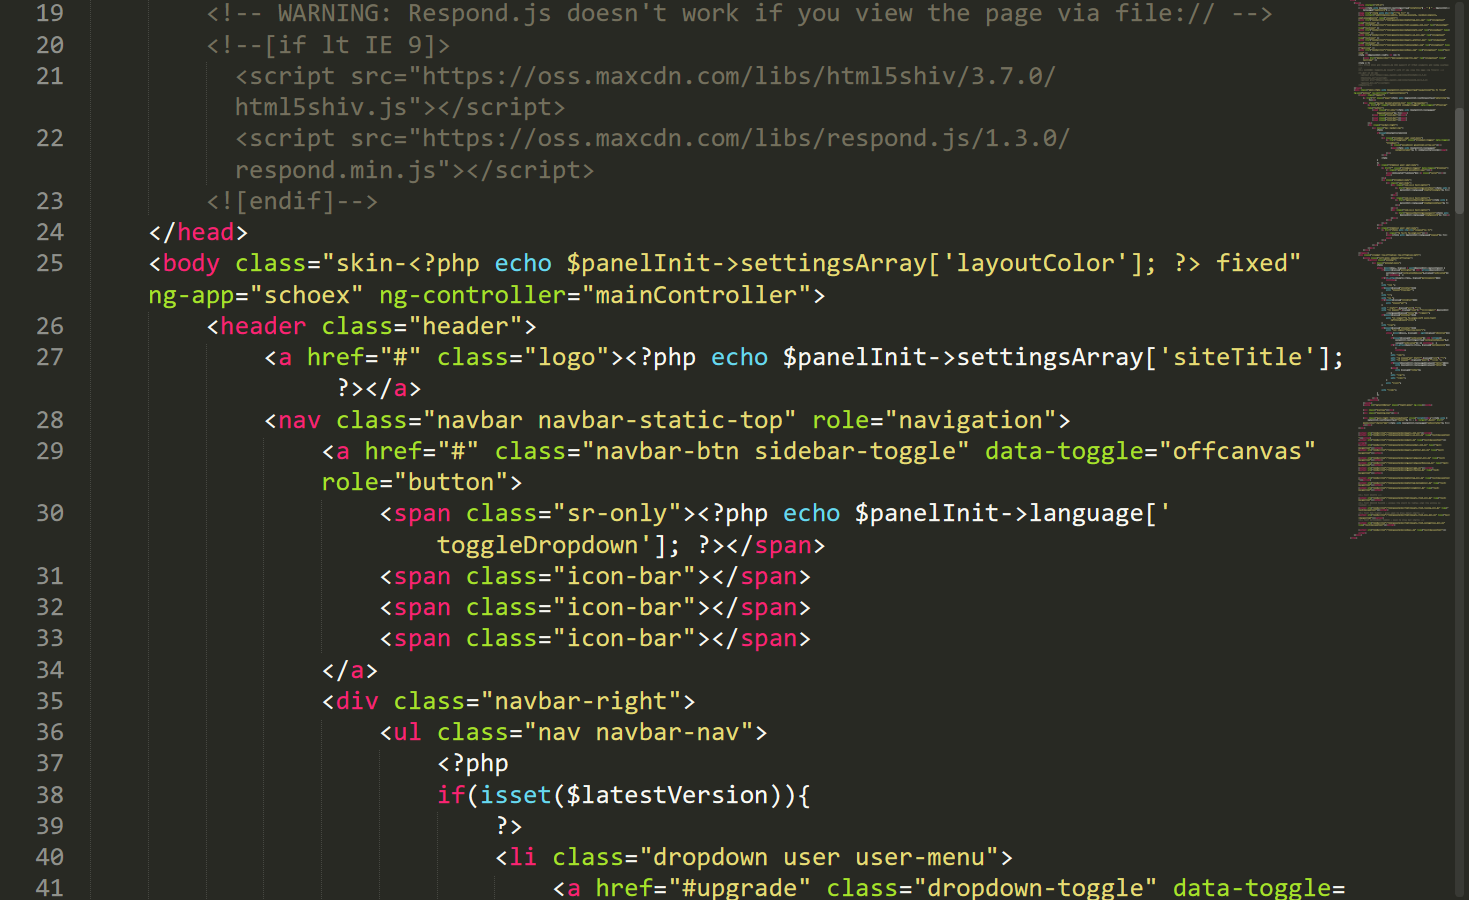 19 <!-- WARNING: Respond.js doesn't work if you view the page via file:// -->
20 <!--[if lt IE 9]>
21 <script src="https://oss.maxcdn.com/libs/html5shiv/3.7.0/
html5shiv.js"></script>
22 <script src="https://oss.maxcdn.com/libs/respond.js/1.3.0/
respond.min.js"></script>
23 <![endif]-->
24 </head>
25 <body class="skin-<?php echo $panelInit->settingsArray['layoutColor']; ?> fixed"
ng-app="schoex" ng-controller="mainController">
26 <header class="header">
27 <a href="#" class="logo"><?php echo $panelInit->settingsArray['siteTitle'];
?></a>
28 <nav class="navbar navbar-static-top" role="navigation">
29 <a href="#" class="navbar-btn sidebar-toggle" data-toggle="offcanvas"
role="button">
30 <span class="sr-only"><?php echo $panelInit->language['
toggleDropdown']; ?></span>
31 <span class="icon-bar"></span>
32 <span class="icon-bar"></span>
33 <span class="icon-bar"></span>
34 </a>
35 <div class="navbar-right">
36 <ul class="nav navbar-nav">
37 <?php
38 if(isset($latestVersion)){
39 ?>
40 <li class="dropdown user user-menu">
41 <a href="#upgrade" class="dropdown-toggle" data-toggle=